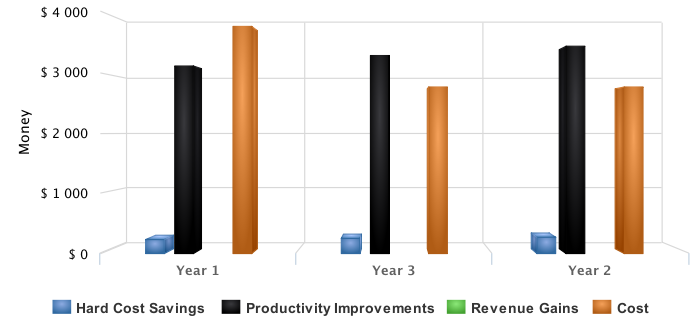 $ 4 000
$ 3 000
$ 2 000
$ 1 000
$ 0
Money
Year 1 Year 3 Year 2
Hard Cost Savings Productivity Improvements Revenue Gains Cost